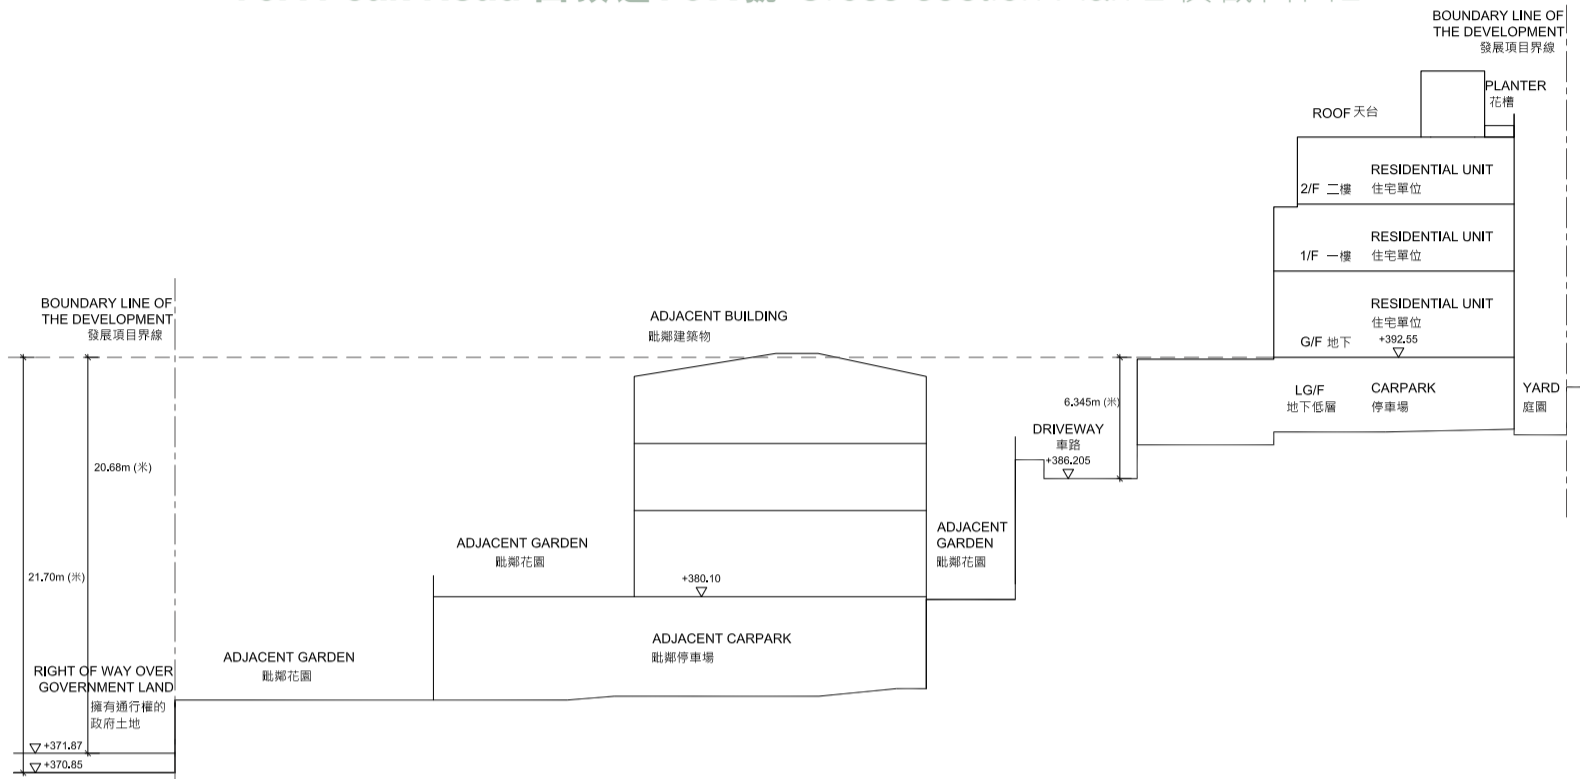 BOUNDARY LINE OF
THE DEVELOPMENT
發展項目界線
PLANTER
花槽
ROOF 天台
RESIDENTIAL UNIT
2/F 二樓 住宅單位
RESIDENTIAL UNIT
1/F 一樓 住宅單位
RESIDENTIAL UNIT
住宅單位
G/F 地下 +392.55
BOUNDARY LINE OF
THE DEVELOPMENT
發展項目界線
ADJACENT BUILDING
毗鄰建築物
LG/F CARPARK YARD
地下低層 停車場 庭園
6.345m (米)
DRIVEWAY
車路
+386.205
20.68m (米)
ADJACENT
GARDEN
毗鄰花園
ADJACENT GARDEN
毗鄰花園
21.70m (米)
+380.10
ADJACENT CARPARK
毗鄰停車場
ADJACENT GARDEN
毗鄰花園
RIGHT OF WAY OVER
GOVERNMENT LAND
擁有通行權的
政府土地
+371.87
+370.85